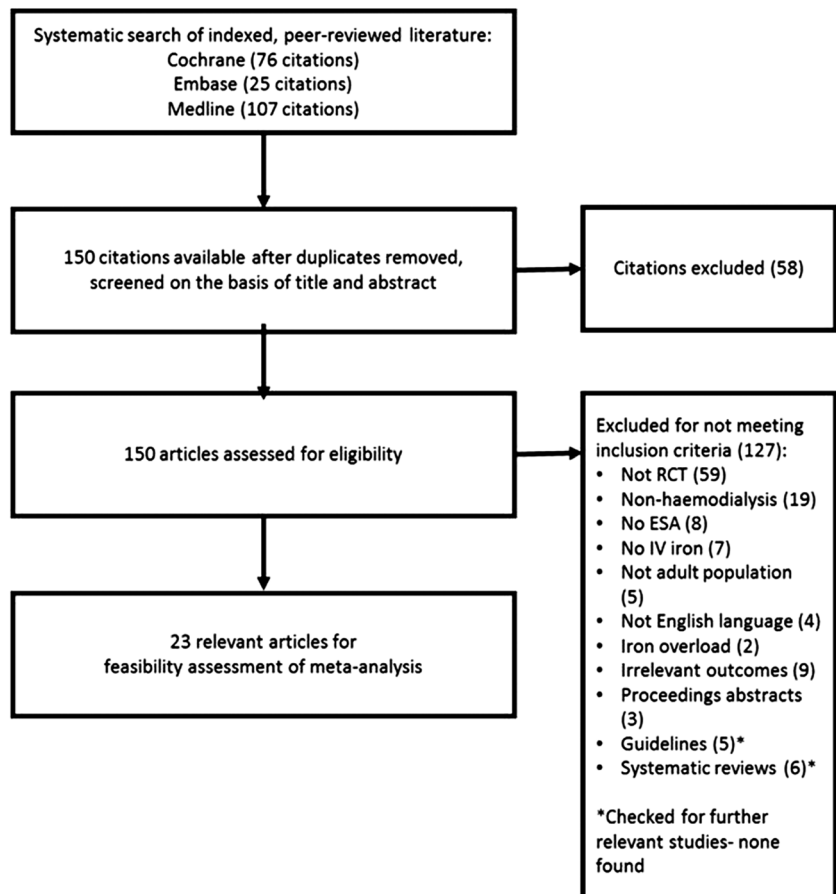 Systematic search of indexed, peer-reviewed literature:
Cochrane (76 citations)
Embase (25 citations)
Medline (107 citations)
150 citations available after duplicates removed,
screened on the basis of title and abstract
Citations excluded (58)
150 articles assessed for eligibility
Excluded for not meeting
inclusion criteria (127):
• Not RCT (59)
• Non-haemodialysis (19)
• No ESA (8)
• No IV iron (7)
• Not adult population
(5)
• Not English language (4)
• Iron overload (2)
• Irrelevant outcomes (9)
• Proceedings abstracts
(3)
• Guidelines (5)*
• Systematic reviews (6)*
*Checked for further
relevant studies- none
found
23 relevant articles for
feasibility assessment of meta-analysis